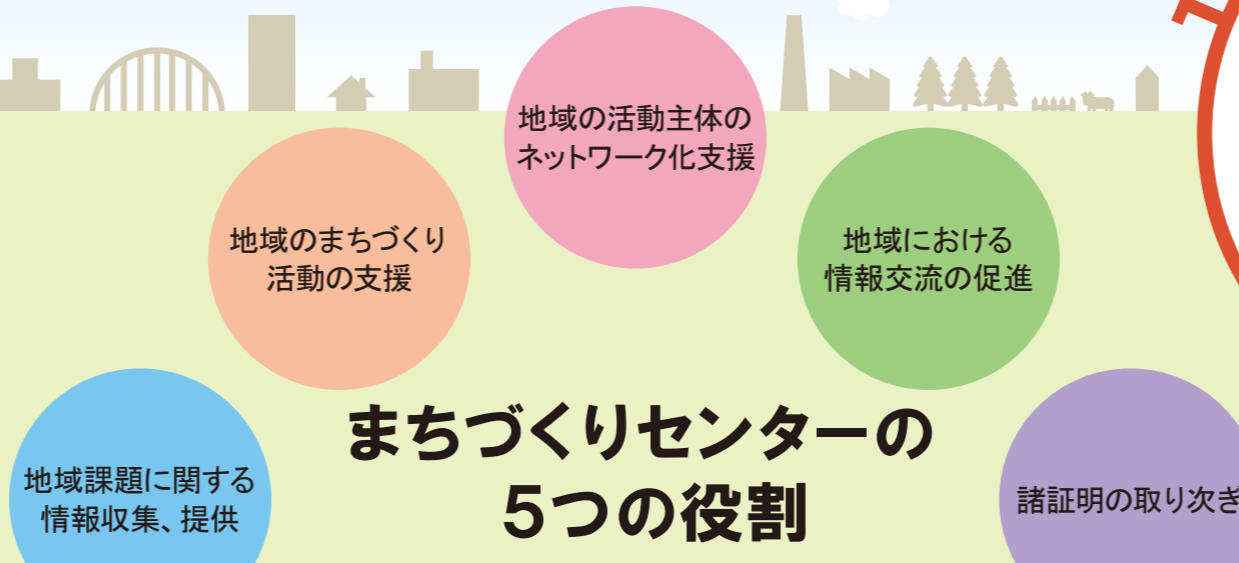 地域の活動主体の
ネットワーク化支援
地域のまちづくり
活動の支援
地域における
情報交流の促進
まちづくりセンターの
5つの役割
地域課題に関する
情報収集、提供
諸証明の取り次ぎ